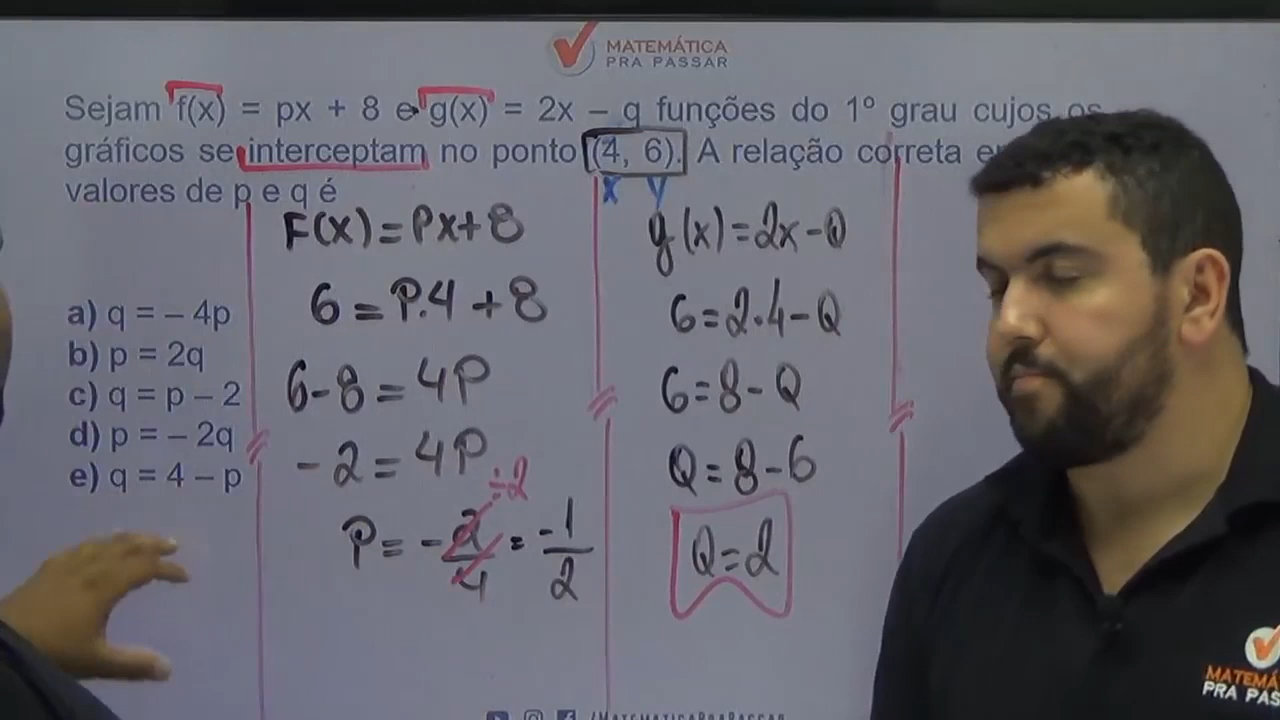 MATEMÁTICA
PRA PASSAR
Sejam f(x) = px + 8 e g(x) = 2x – q funções do 1º grau cujos os
gráficos se interceptam no ponto (4, 6). A relação correta
valores de p e q é
X Y
a) q = – 4p
b) p = 2q
c) q = p – 2
d) p = – 2q
e) q = 4 – p
F(X) = PX + 8
6 = P.4 + 8
6 - 8 = 4P
- 2 = 4P
÷2
P = - 2/4 = -1/2
g(x) = 2x - Q
6 = 2.4 - Q
6 = 8 - Q
Q = 8 - 6
Q = 2
/MATEMATICAPRAPASSAR
PRA PAS